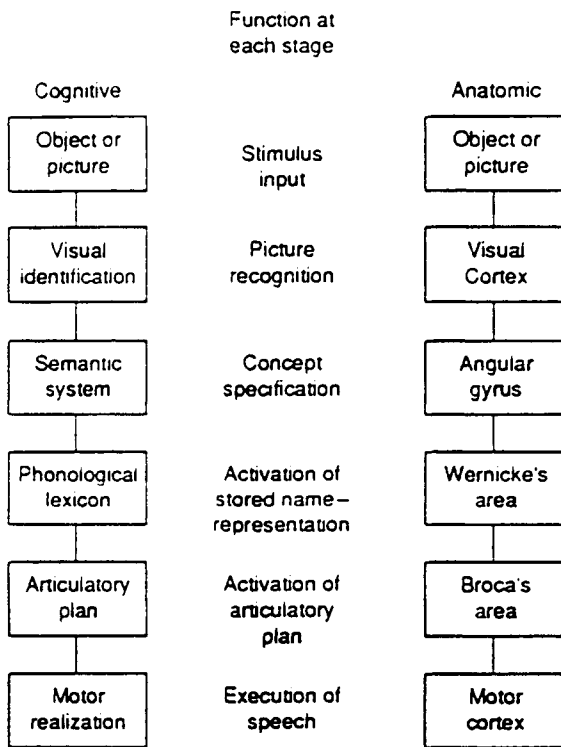 Function at
each stage
Cognitive
Anatomic
Object or
picture
Stimulus
input
Object or
picture
Visual
identification
Picture
recognition
Visual
Cortex
Semantic
system
Concept
specification
Angular
gyrus
Phonological
lexicon
Activation of
stored name–
representation
Wernicke's
area
Articulatory
plan
Activation of
articulatory
plan
Broca's
area
Motor
realization
Execution of
speech
Motor
cortex